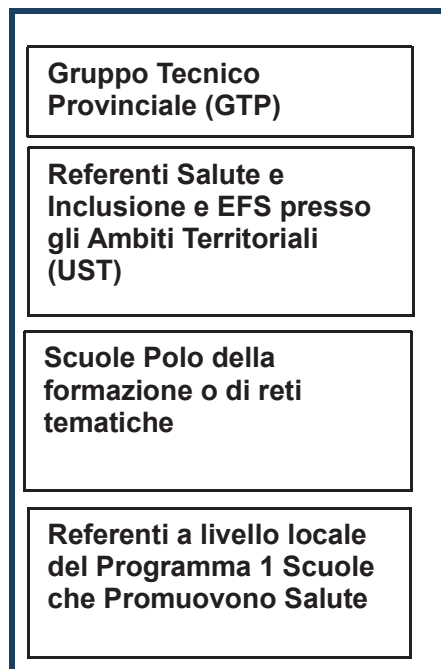 Gruppo Tecnico
Provinciale (GTP)
Referenti Salute e
Inclusione e EFS presso
gli Ambiti Territoriali
(UST)
Scuole Polo della
formazione o di reti
tematiche
Referenti a livello locale
del Programma 1 Scuole
che Promuovono Salute